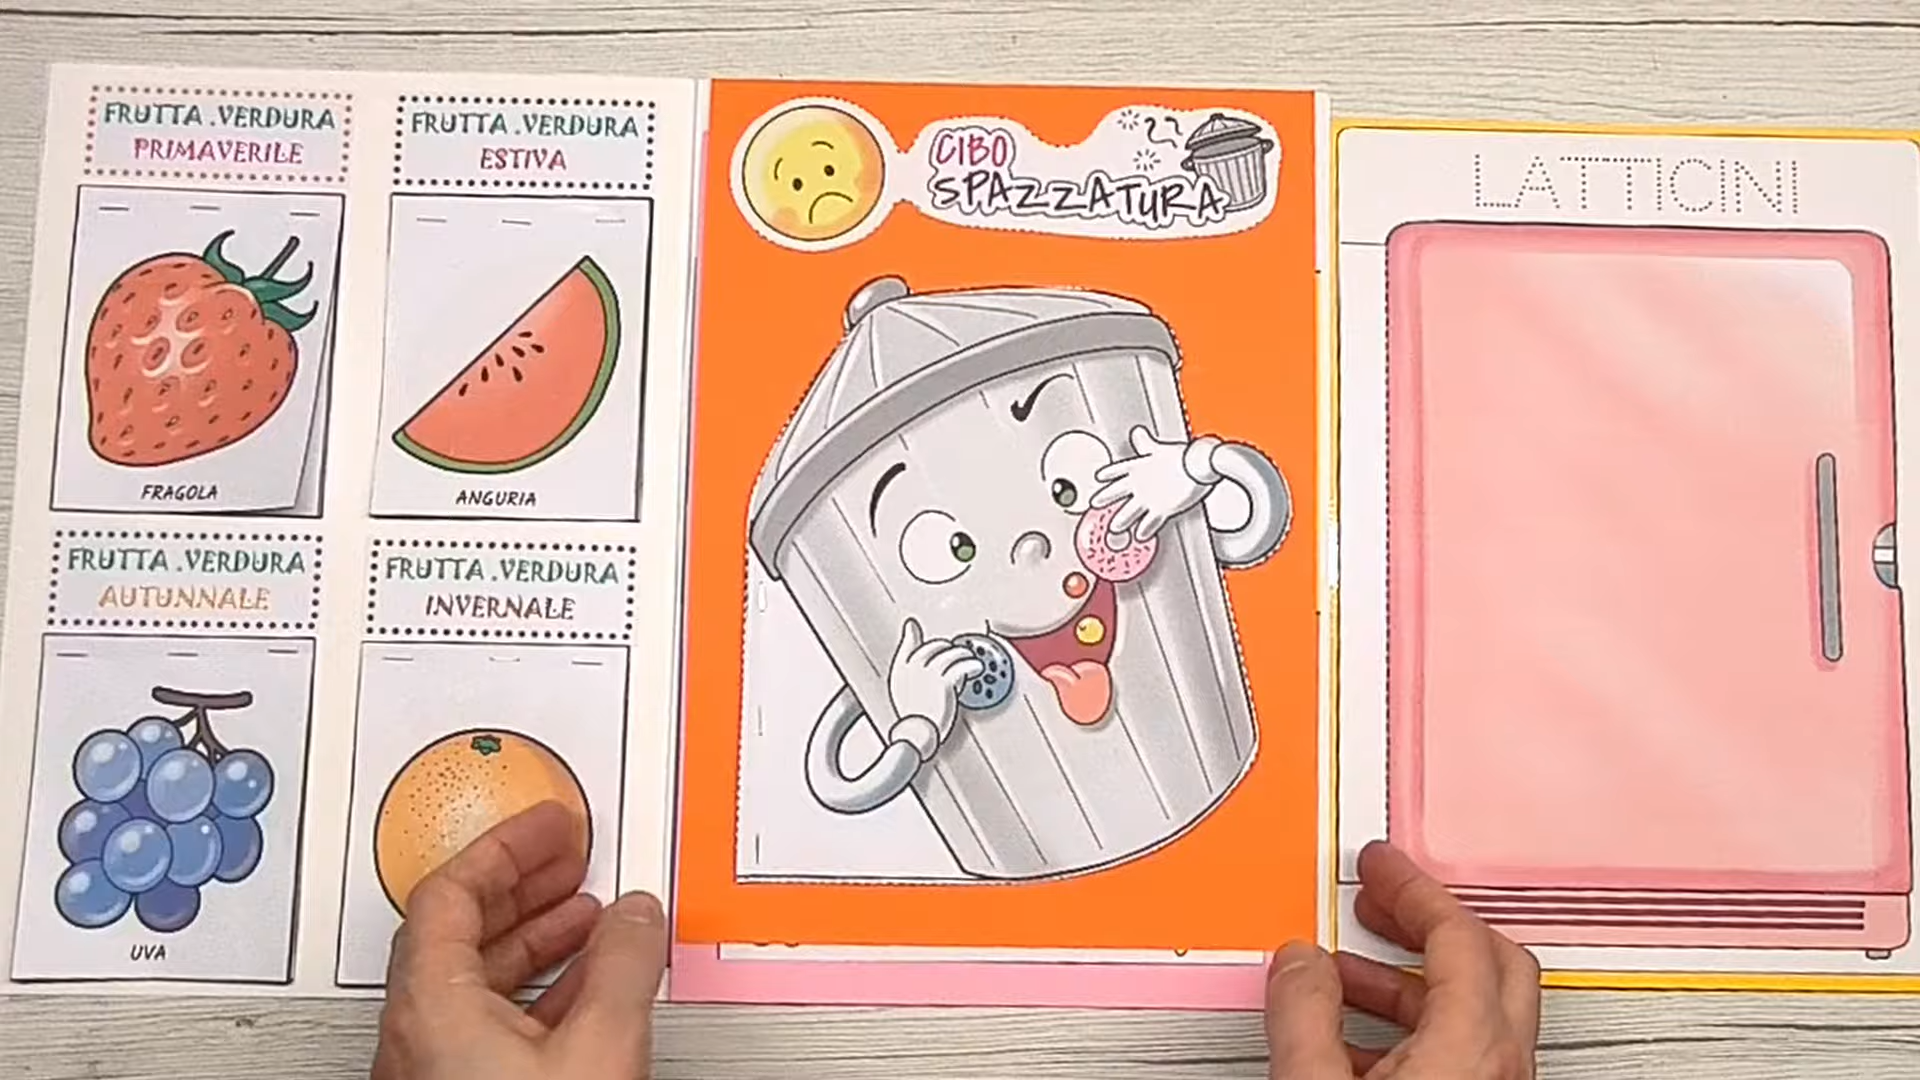 FRUTTA.VERDURA
PRIMAVERILE
FRAGOLA
FRUTTA.VERDURA
ESTIVA
ANGURIA
FRUTTA.VERDURA
AUTUNNALE
UVA
FRUTTA.VERDURA
INVERNALE
CIBO
SPAZZATURA
LATTICINI